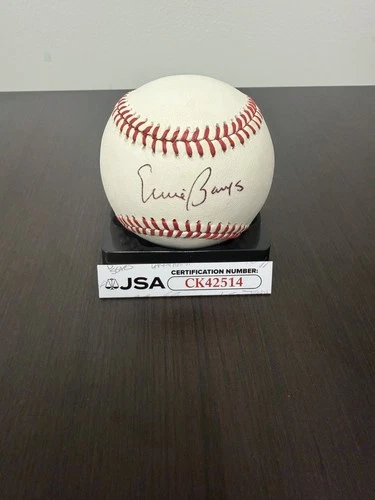 Ernie Banks
CERTIFICATION NUMBER:
JSA CK42514